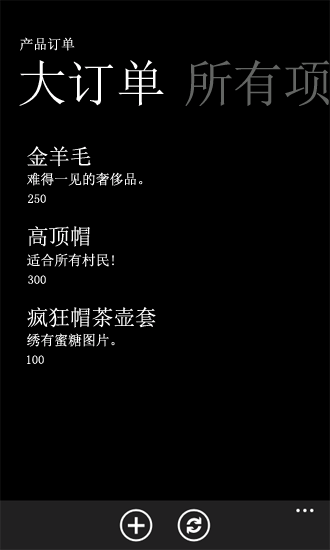 产品订单
大订单 所有项
金羊毛
难得一见的奢侈品。
250
高顶帽
适合所有村民!
300
疯狂帽茶壶套
绣有蜜糖图片。
100